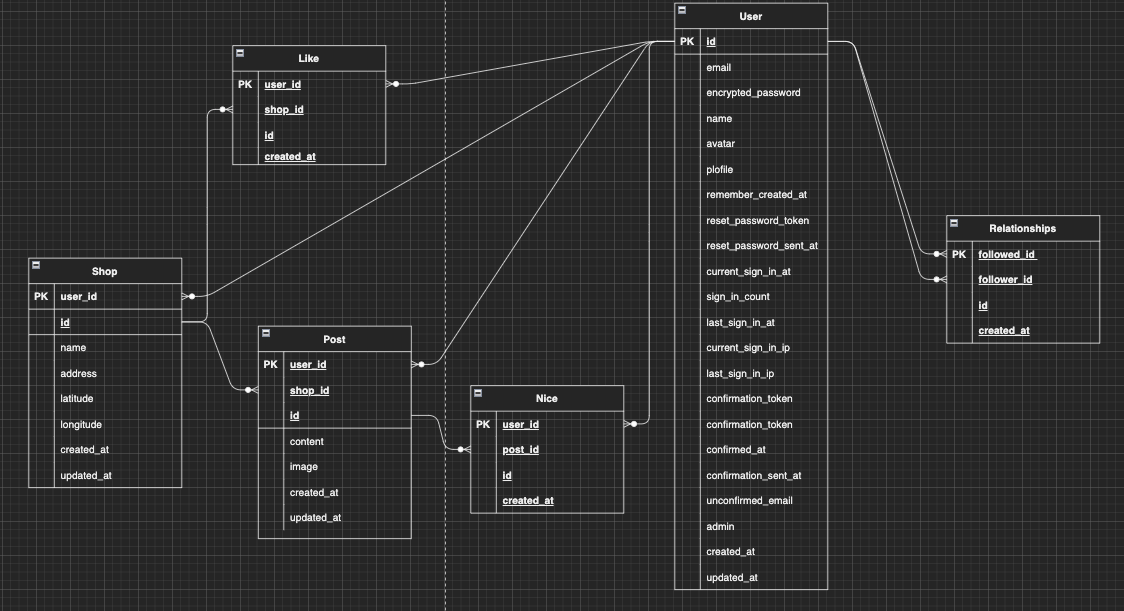 User
PK id
email
encrypted_password
name
avatar
plofile
remember_created_at
reset_password_token
reset_password_sent_at
current_sign_in_at
sign_in_count
last_sign_in_at
current_sign_in_ip
last_sign_in_ip
confirmation_token
confirmation_token
confirmed_at
confirmation_sent_at
unconfirmed_email
admin
created_at
updated_at
Like
PK user_id
shop_id
id
created_at
Relationships
PK followed_id
follower_id
id
created_at
Shop
PK user_id
id
name
address
latitude
longitude
created_at
updated_at
Post
PK user_id
shop_id
id
content
image
created_at
updated_at
Nice
PK user_id
post_id
id
created_at